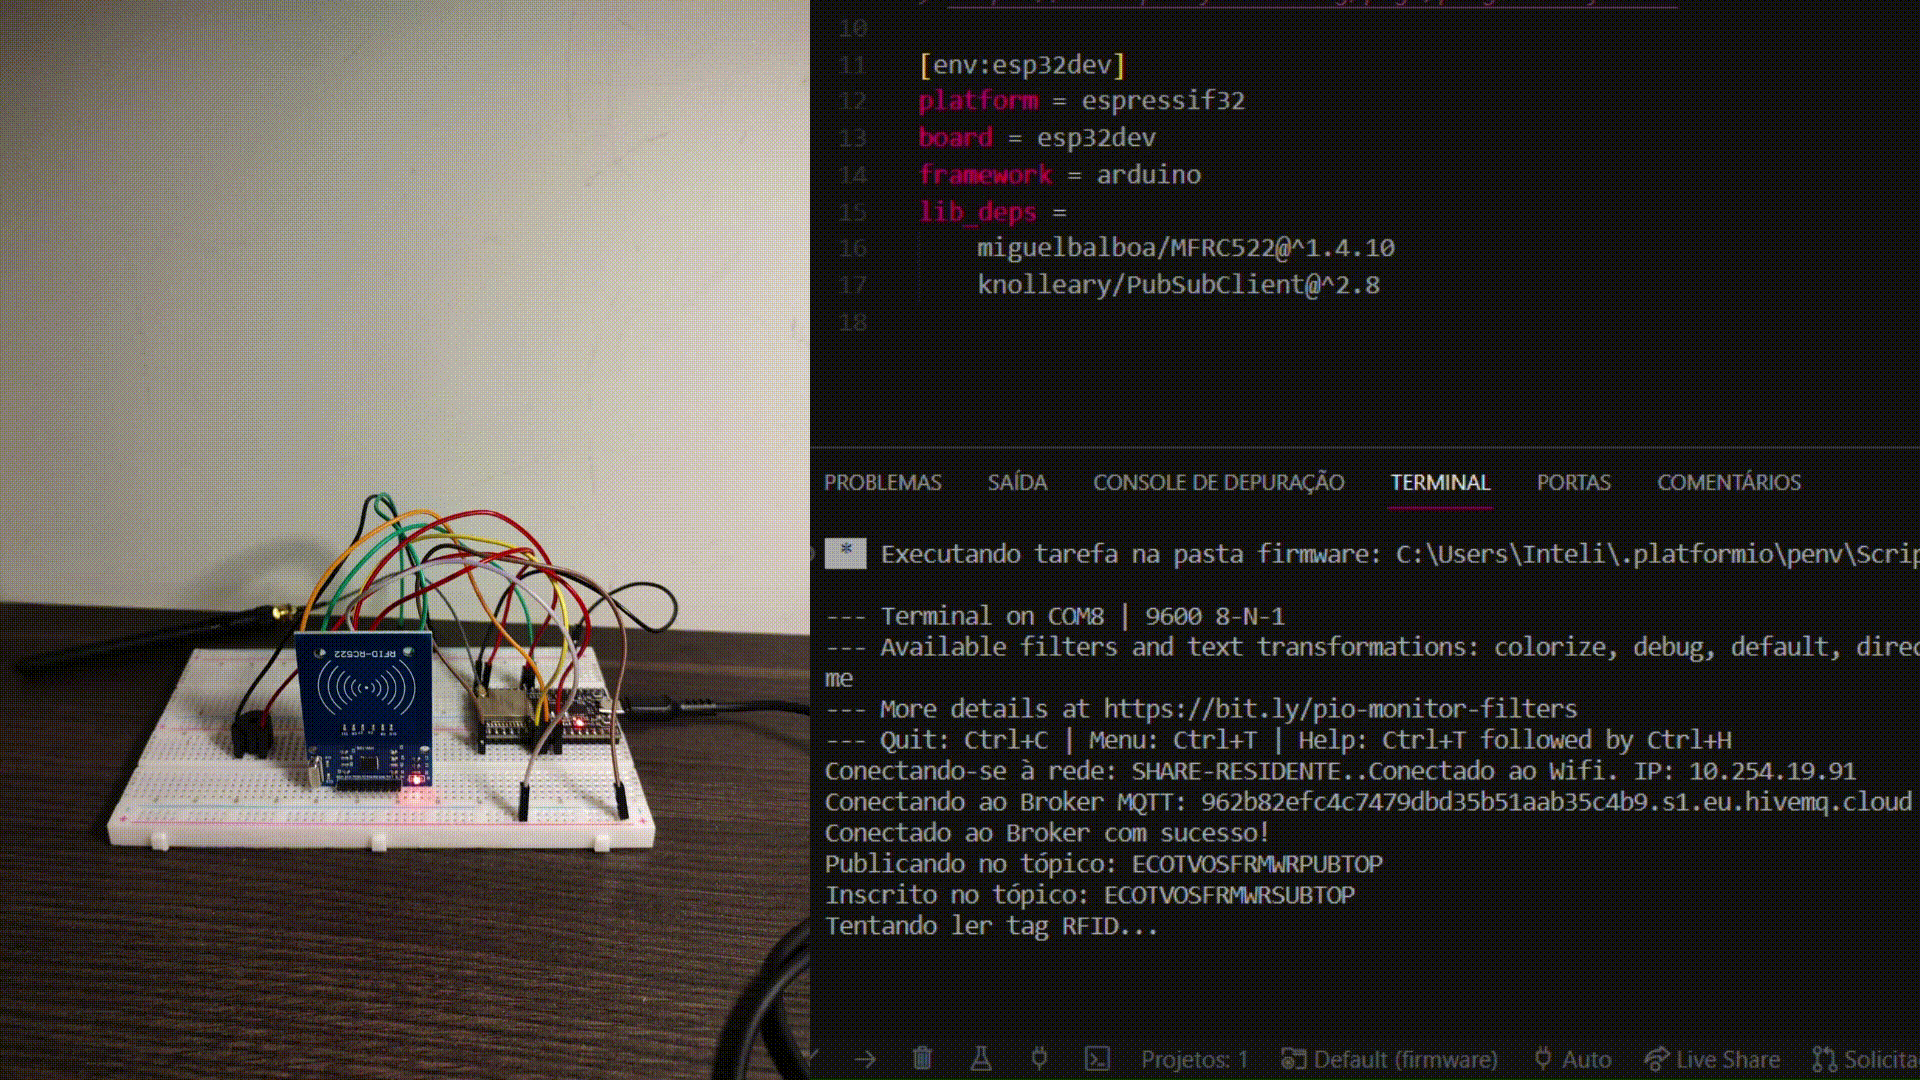 RFID-RC522
10
11 [env:esp32dev]
12 platform = espressif32
13 board = esp32dev
14 framework = arduino
15 lib_deps =
16 miguelbalboa/MFRC522@^1.4.10
17 knolleary/PubSubClient@^2.8
18
PROBLEMAS SAÍDA CONSOLE DE DEPURAÇÃO TERMINAL PORTAS COMENTÁRIOS
* Executando tarefa na pasta firmware: C:\Users\Inteli\.platformio\penv\Scrip
--- Terminal on COM8 | 9600 8-N-1
--- Available filters and text transformations: colorize, debug, default, direc
me
--- More details at https://bit.ly/pio-monitor-filters
--- Quit: Ctrl+C | Menu: Ctrl+T | Help: Ctrl+T followed by Ctrl+H
Conectando-se à rede: SHARE-RESIDENTE..Conectado ao Wifi. IP: 10.254.19.91
Conectando ao Broker MQTT: 962b82efc4c7479dbd35b51aab35c4b9.s1.eu.hivemq.cloud
Conectado ao Broker com sucesso!
Publicando no tópico: ECOTVOSFRMWRPUBTOP
Inscrito no tópico: ECOTVOSFRMWRSUBTOP
Tentando ler tag RFID...
Projetos: 1 Default (firmware) Auto Live Share Solicita